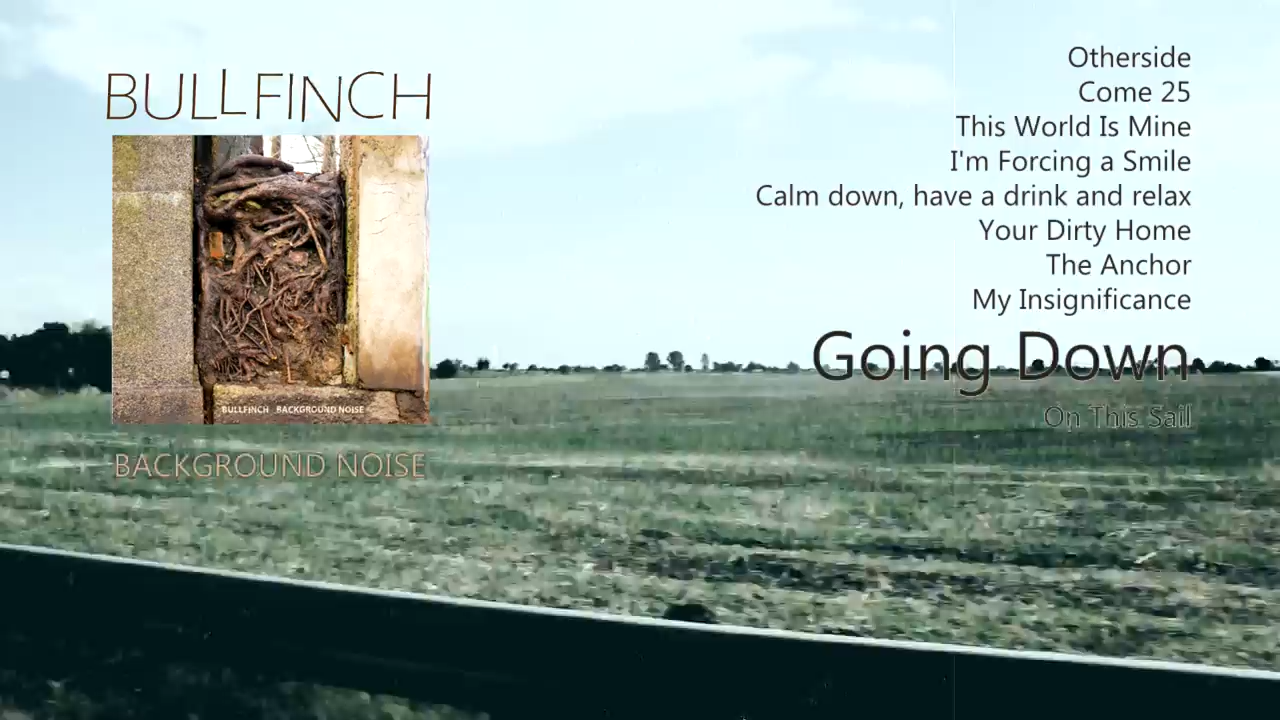 BULLFINCH
BULLFINCH BACKGROUND NOISE
BACKGROUND NOISE
Otherside
Come 25
This World Is Mine
I'm Forcing a Smile
Calm down, have a drink and relax
Your Dirty Home
The Anchor
My Insignificance
Going Down
On This Sail